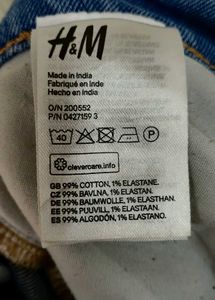 H&M
Made in India
Fabriqué en Inde
Hecho en India
O/N 200552
P/N 0427159 3
40 P
clevercare.info
GB 99% COTTON, 1% ELASTANE.
CZ 99% BAVLNA, 1% ELASTAN.
DE 99% BAUMWOLLE, 1% ELASTHAN.
EE 99% PUUVILL, 1% ELASTAAN.
ES 99% ALGODÓN, 1% ELASTANO.